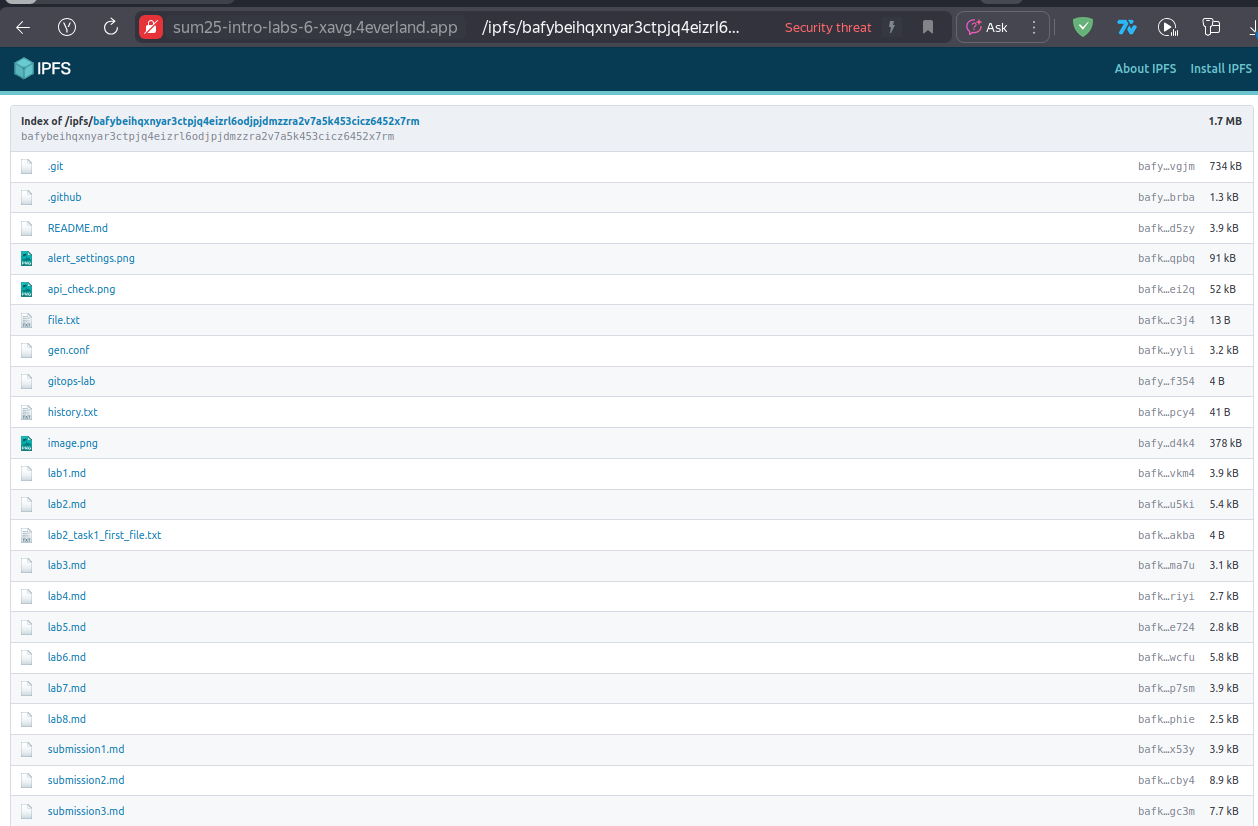 sum25-intro-labs-6-xavg.4everland.app /ipfs/bafybeihqxnyar3ctpjq4eizrl6... Security threat Ask
IPFS About IPFS Install IPFS
Index of /ipfs/bafybeihqxnyar3ctpjq4eizrl6odjpjdmzzra2v7a5k453cicz6452x7rm 1.7 MB
bafybeihqxnyar3ctpjq4eizrl6odjpjdmzzra2v7a5k453cicz6452x7rm
.git bafy…vgjm 734 kB
.github bafy…brba 1.3 kB
README.md bafk…d5zy 3.9 kB
alert_settings.png bafk…qpbq 91 kB
api_check.png bafk…ei2q 52 kB
file.txt bafk…c3j4 13 B
gen.conf bafk…yyli 3.2 kB
gitops-lab bafy…f354 4 B
history.txt bafk…pcy4 41 B
image.png bafy…d4k4 378 kB
lab1.md bafk…vkm4 3.9 kB
lab2.md bafk…u5ki 5.4 kB
lab2_task1_first_file.txt bafk…akba 4 B
lab3.md bafk…ma7u 3.1 kB
lab4.md bafk…riyi 2.7 kB
lab5.md bafk…e724 2.8 kB
lab6.md bafk…wcfu 5.8 kB
lab7.md bafk…p7sm 3.9 kB
lab8.md bafk…phie 2.5 kB
submission1.md bafk…x53y 3.9 kB
submission2.md bafk…cby4 8.9 kB
submission3.md bafk…gc3m 7.7 kB